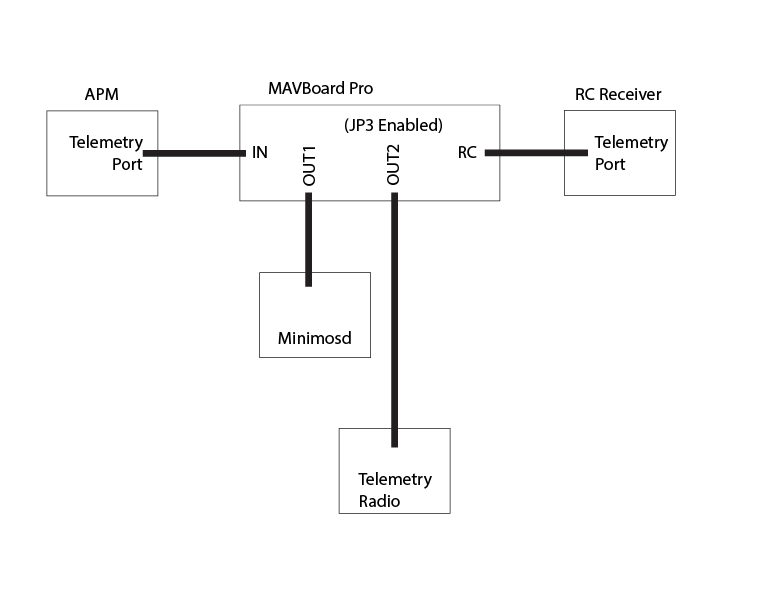 APM
MAVBoard Pro
RC Receiver
(JP3 Enabled)
Telemetry
Port
IN
OUT1
OUT2
RC
Telemetry
Port
Minimosd
Telemetry
Radio